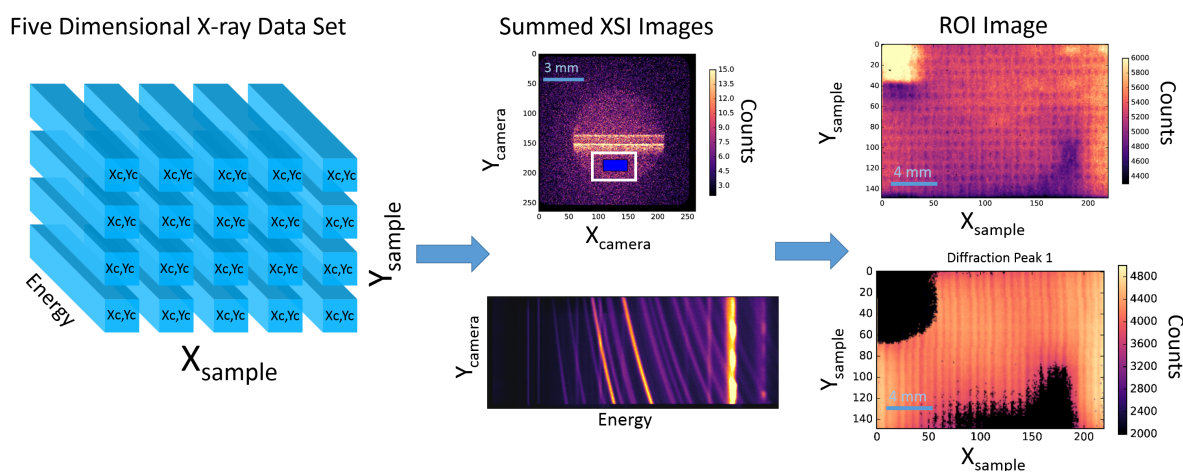 Five Dimensional X-ray Data Set
Xc,Yc Xc,Yc Xc,Yc Xc,Yc Xc,Yc
Xc,Yc Xc,Yc Xc,Yc Xc,Yc Xc,Yc
Xc,Yc Xc,Yc Xc,Yc Xc,Yc Xc,Yc
Xc,Yc Xc,Yc Xc,Yc Xc,Yc Xc,Yc
Energy
Xsample
Ysample
Summed XSI Images
3 mm
0
50
100
150
200
250
0 50 100 150 200 250
Ycamera
Xcamera
15.0
13.5
12.0
10.5
9.0
7.5
6.0
4.5
3.0
Counts
Ycamera
Energy
ROI Image
0
20
40
60
80
100
120
140
0 50 100 150 200
4 mm
Ysample
Xsample
6000
5800
5600
5400
5200
5000
4800
4600
4400
Counts
Diffraction Peak 1
0
20
40
60
80
100
120
140
0 50 100 150 200
4 mm
Ysample
Xsample
4800
4400
4000
3600
3200
2800
2400
2000
Counts